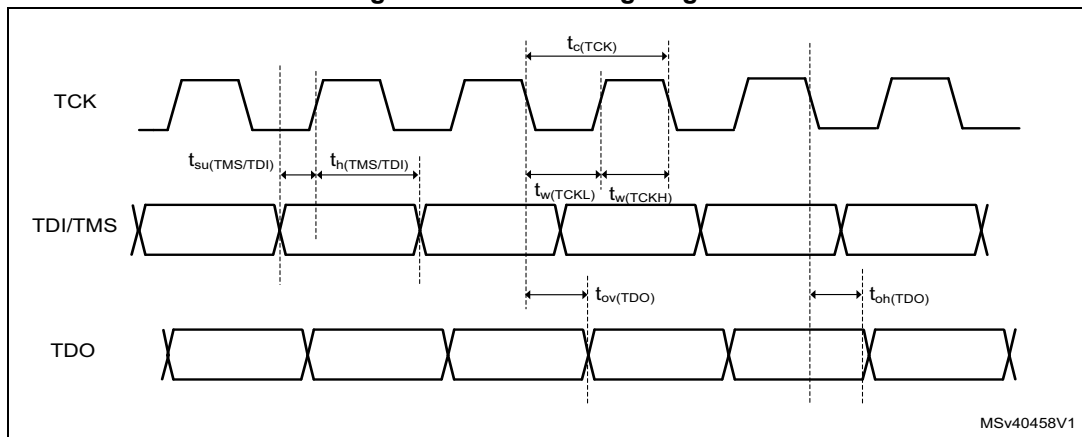 t_c(TCK)
TCK
t_su(TMS/TDI)
t_h(TMS/TDI)
t_w(TCKL)
t_w(TCKH)
TDI/TMS
t_ov(TDO)
t_oh(TDO)
TDO
MSv40458V1